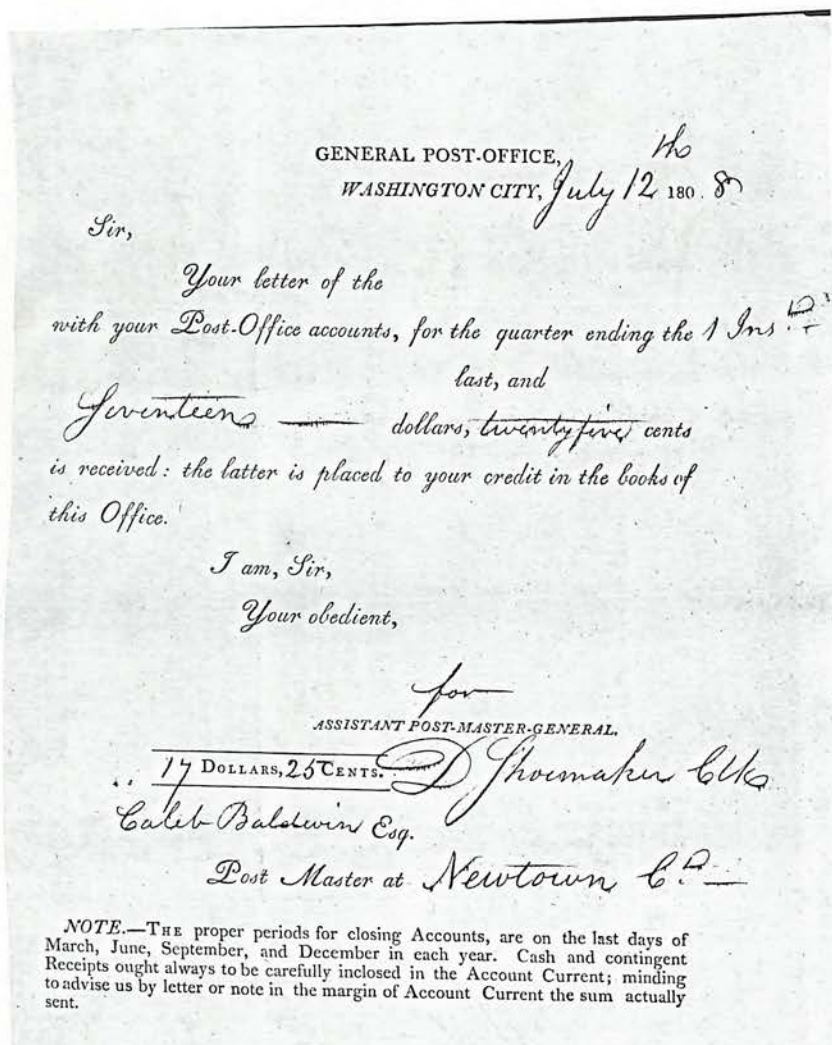 GENERAL POST-OFFICE,
WASHINGTON CITY, July 12th 1808
Sir,
Your letter of the
with your Post-Office accounts, for the quarter ending the 1 Ins
last, and
Seventeen dollars, twenty five cents
is received: the latter is placed to your credit in the books of
this Office.
I am, Sir,
Your obedient,
for
ASSISTANT POST-MASTER-GENERAL.
17 DOLLARS, 25 CENTS. D Shoemaker Clk
Caleb Baldwin Esq.
Post Master at Newtown
NOTE.—THE proper periods for closing Accounts, are on the last days of
March, June, September, and December in each year. Cash and contingent
Receipts ought always to be carefully inclosed in the Account Current; minding
to advise us by letter or note in the margin of Account Current the sum actually
sent.